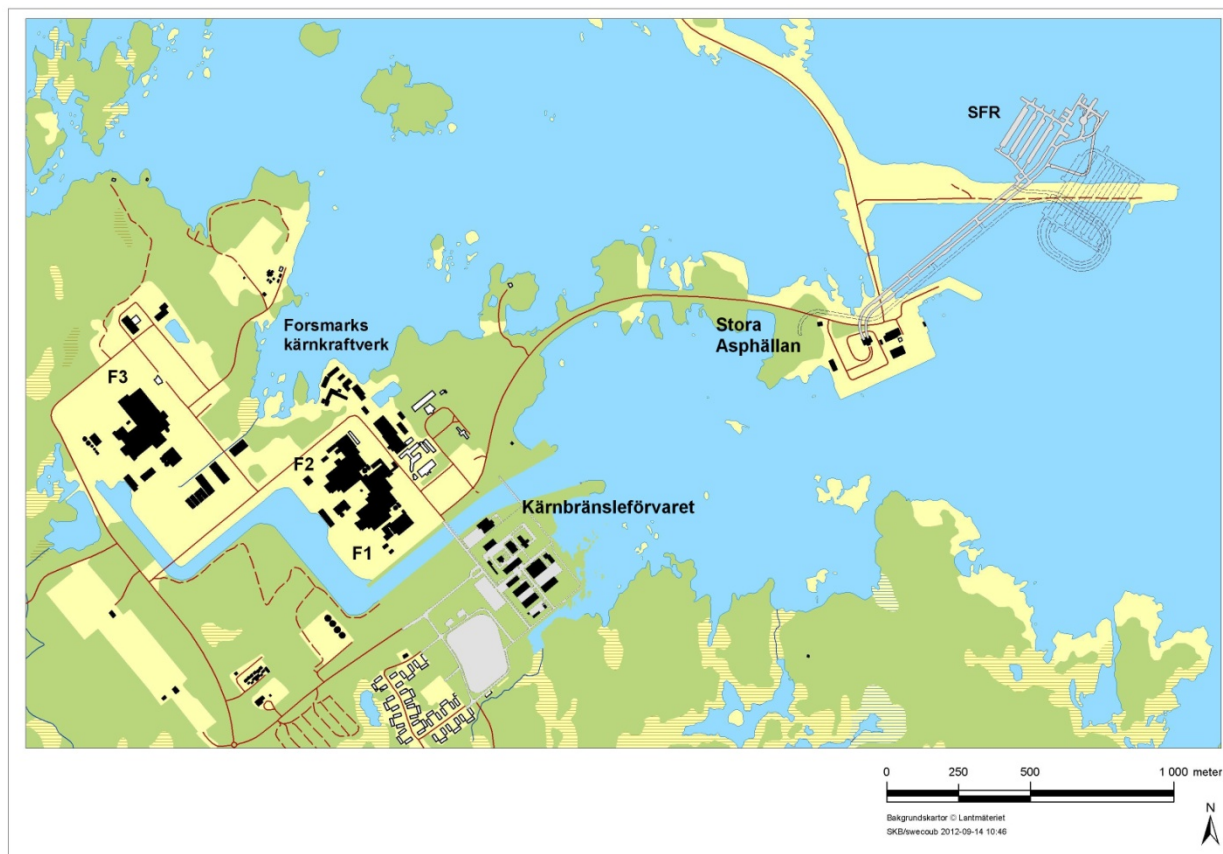 SFR
Forsmarks
kärnkraftverk
Stora
Asphällan
F3
F2
Kärnbränsleförvaret
F1
0 250 500 1 000 meter
Bakgrundskartor © Lantmäteriet
SKB/swecoub 2012-09-14 10:46
N